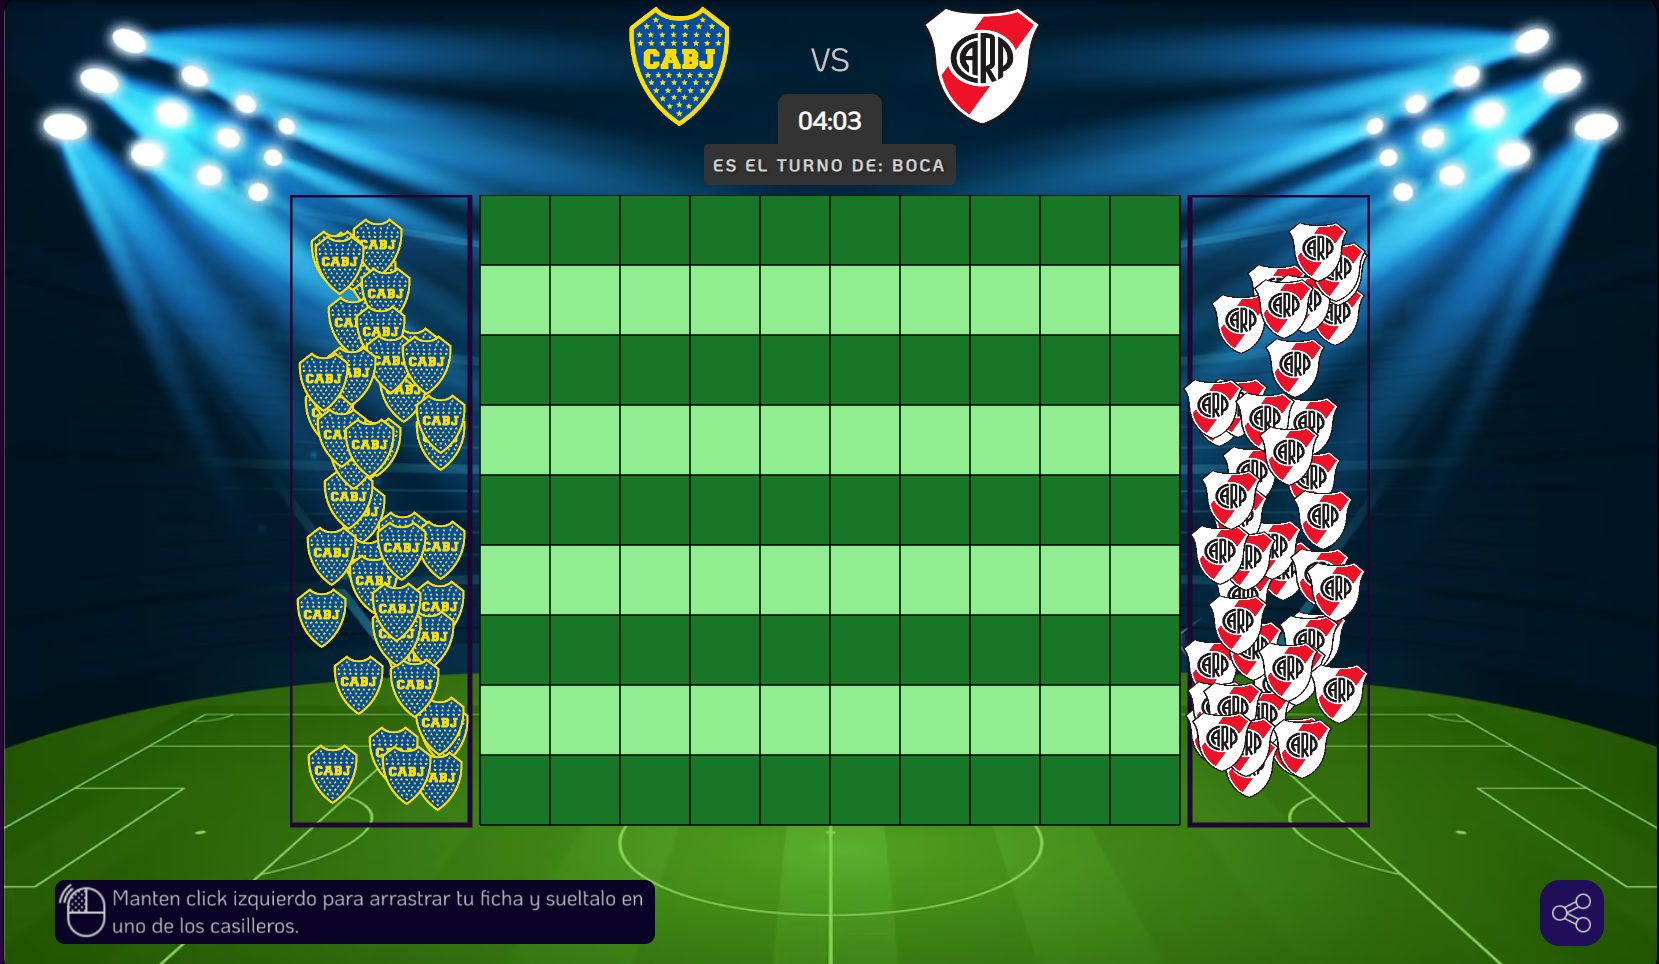 CABJ
VS
CARP
04:03
ES EL TURNO DE: BOCA
Manten click izquierdo para arrastrar tu ficha y sueltalo en
uno de los casilleros.